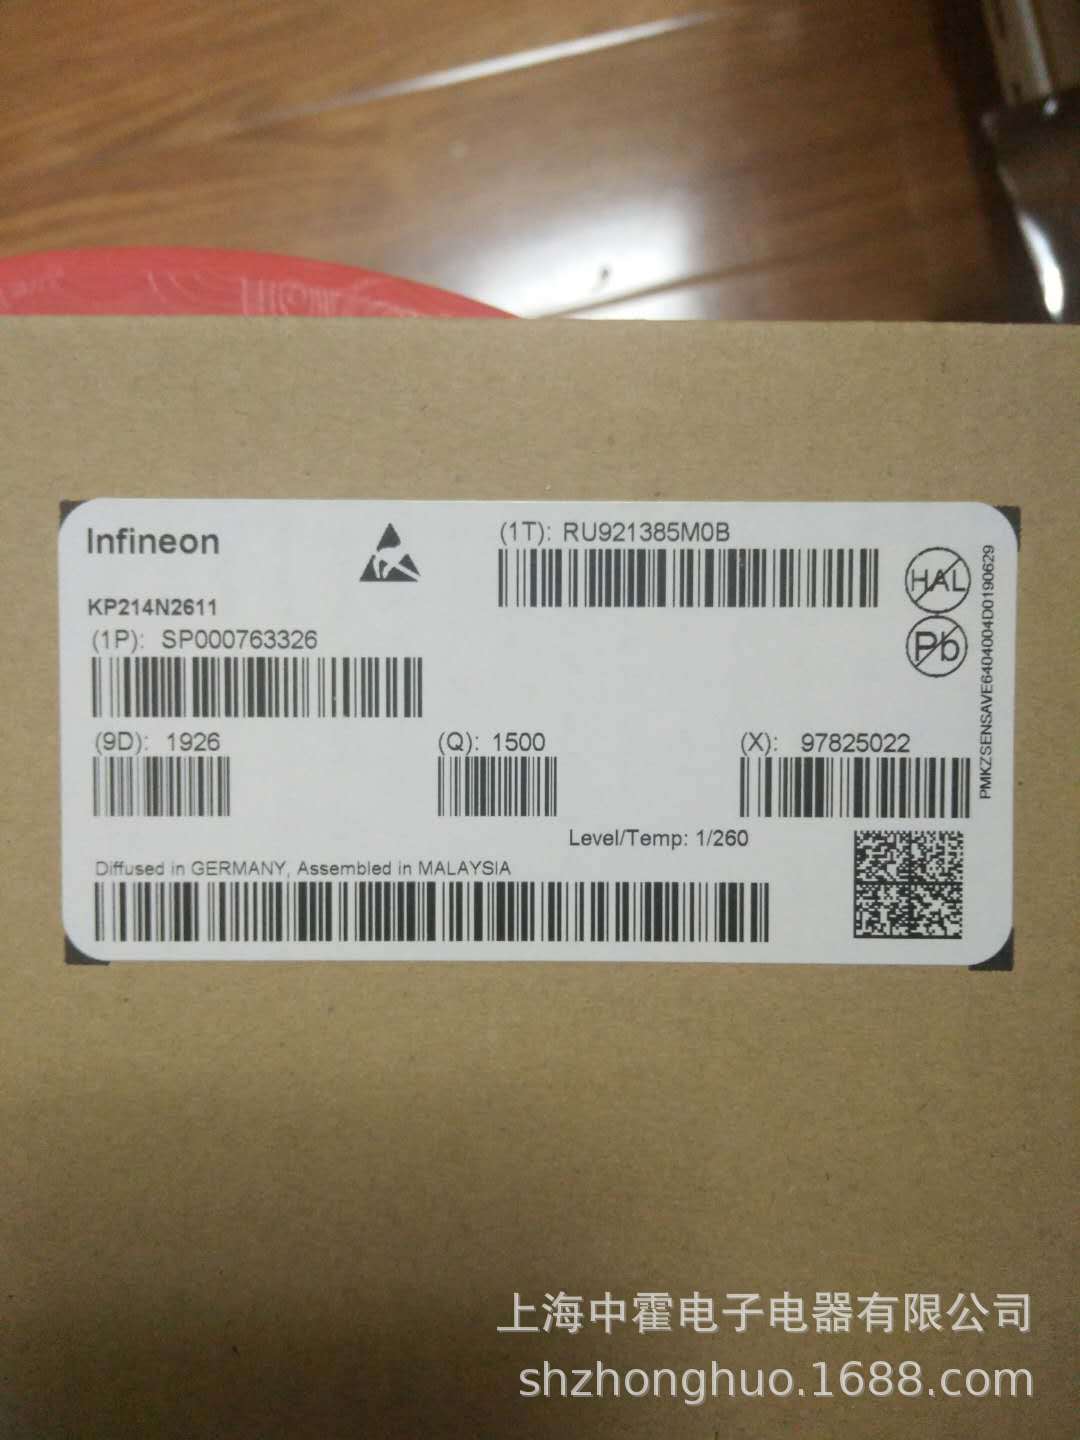 Infineon
(1T): RU921385M0B
HAL
Pb
KP214N2611
(1P): SP000763326
(9D): 1926
(Q): 1500
(X): 97825022
Level/Temp: 1/260
Diffused in GERMANY, Assembled in MALAYSIA
PMKZSENSAVE6404004D0190629
上海中霍电子电器有限公司
shzhonghuo.1688.com